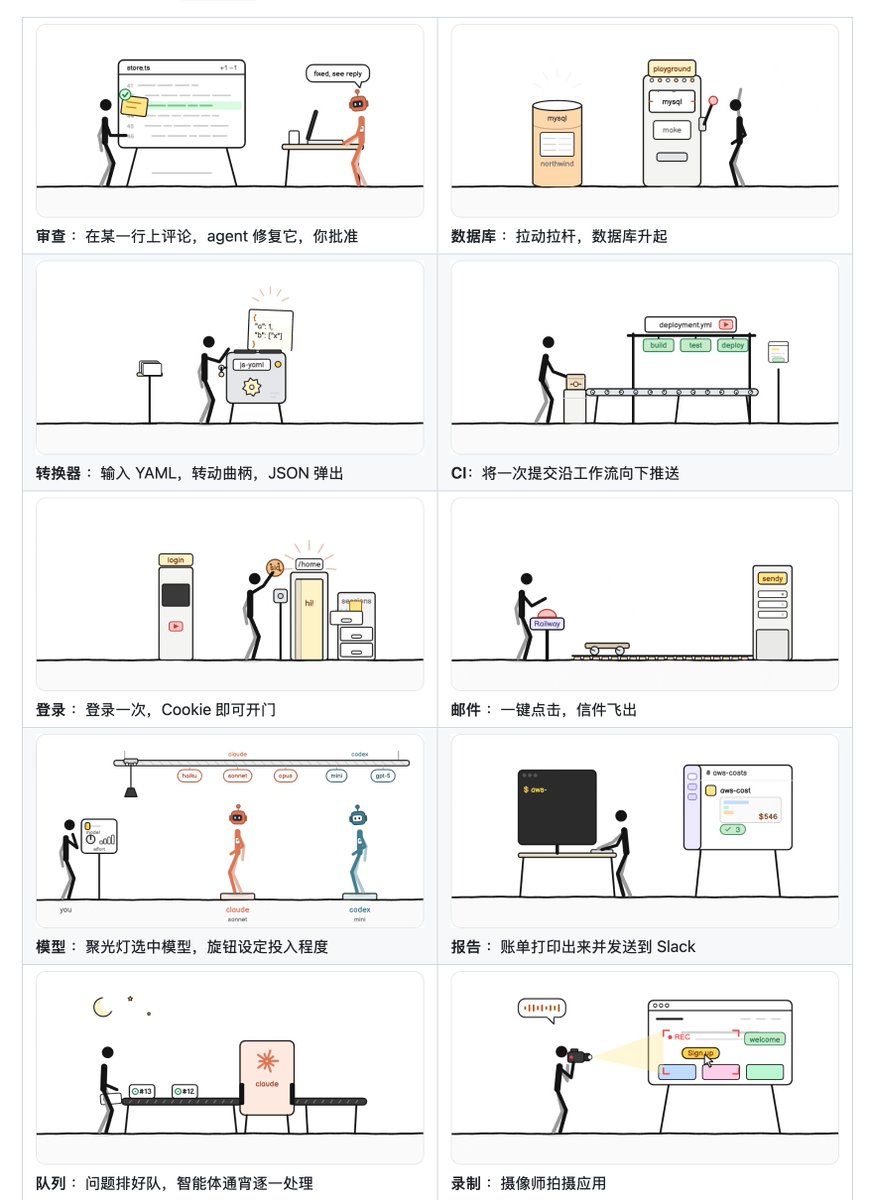 store.ts +1 −1
41
45
46
fixed, see reply
审查： 在某一行上评论，agent 修复它，你批准
playground
mysql
make
mysql
northwind
数据库： 拉动拉杆，数据库升起
{
"a": 1,
"b": ["x"]
}
js-yaml
转换器： 输入 YAML，转动曲柄，JSON 弹出
deployment.yml
build test deploy
CI： 将一次提交沿工作流向下推送
login
sid
/home
hi!
sessions
登录： 登录一次，Cookie 即可开门
Railway
sendy
邮件： 一键点击，信件飞出
claude codex
haiku sonnet opus mini gpt-5
model
effort
you claude codex
sonnet mini
模型： 聚光灯选中模型，旋钮设定投入程度
$ aws-
# aws-costs
aws-cost
$546
✓ 3
报告： 账单打印出来并发送到 Slack
#13 #12
claude
队列： 问题排好队，智能体通宵逐一处理
REC
welcome
Sign up
录制： 摄像师拍摄应用